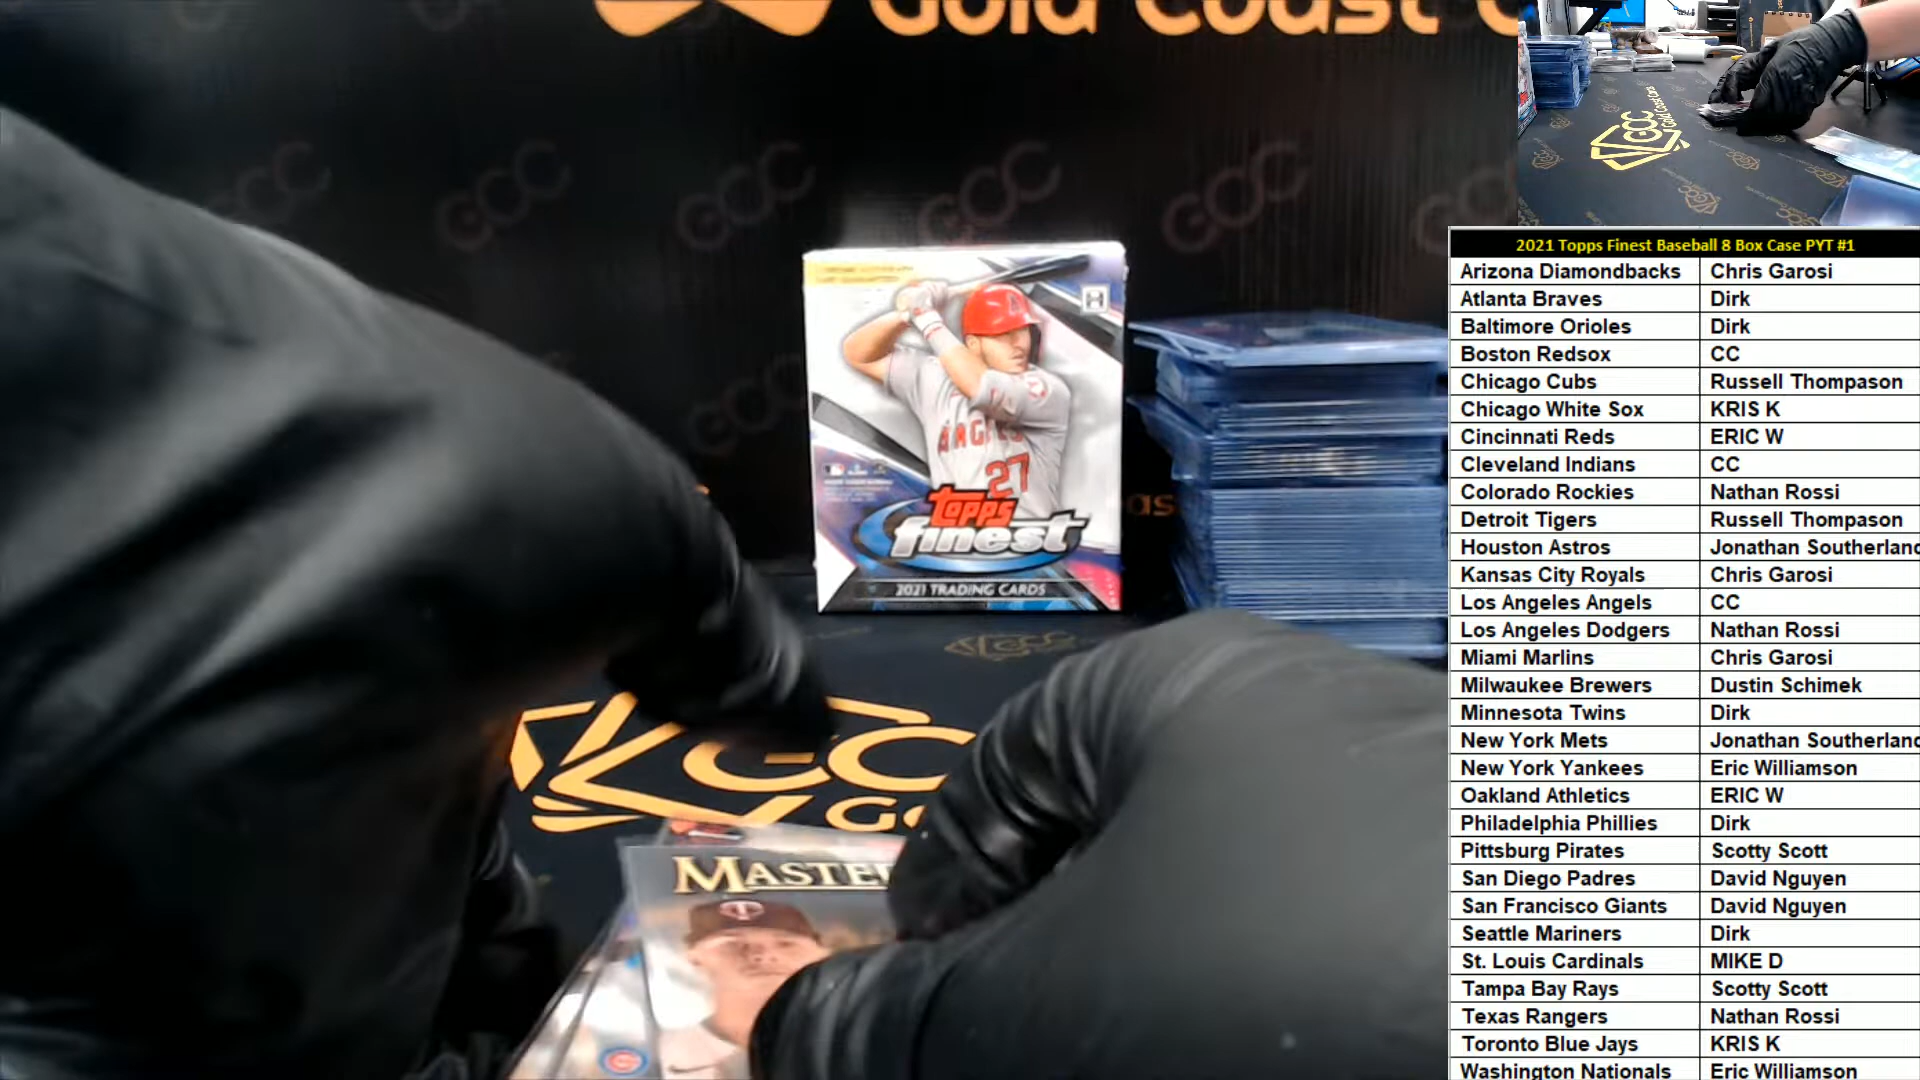 Gold Coast C
GCC
Gold Coast Cards
ANGELS
27
topps
finest
2021 TRADING CARDS
GCC
MASTER
2021 Topps Finest Baseball 8 Box Case PYT #1
Arizona Diamondbacks Chris Garosi
Atlanta Braves Dirk
Baltimore Orioles Dirk
Boston Redsox CC
Chicago Cubs Russell Thompason
Chicago White Sox KRIS K
Cincinnati Reds ERIC W
Cleveland Indians CC
Colorado Rockies Nathan Rossi
Detroit Tigers Russell Thompason
Houston Astros Jonathan Southerland
Kansas City Royals Chris Garosi
Los Angeles Angels CC
Los Angeles Dodgers Nathan Rossi
Miami Marlins Chris Garosi
Milwaukee Brewers Dustin Schimek
Minnesota Twins Dirk
New York Mets Jonathan Southerland
New York Yankees Eric Williamson
Oakland Athletics ERIC W
Philadelphia Phillies Dirk
Pittsburg Pirates Scotty Scott
San Diego Padres David Nguyen
San Francisco Giants David Nguyen
Seattle Mariners Dirk
St. Louis Cardinals MIKE D
Tampa Bay Rays Scotty Scott
Texas Rangers Nathan Rossi
Toronto Blue Jays KRIS K
Washington Nationals Eric Williamson